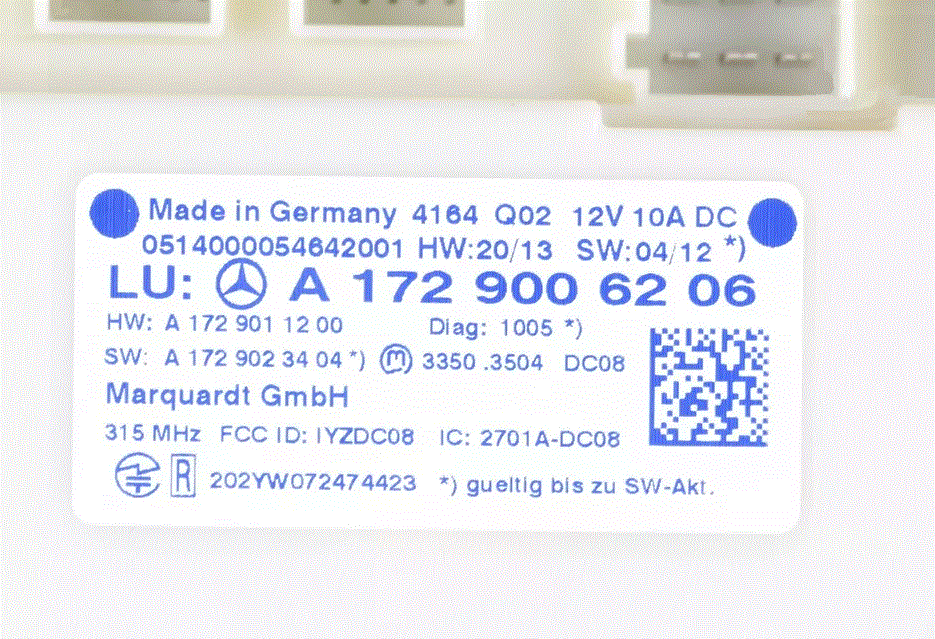 Made in Germany 4164 Q02 12V 10A DC
0514000054642001 HW:20/13 SW:04/12 *)
LU: A 172 900 62 06
HW: A 172 901 12 00 Diag: 1005 *)
SW: A 172 902 34 04 *) m 3350 .3504 DC08
Marquardt GmbH
315 MHz FCC ID: IYZDC08 IC: 2701A-DC08
R 202YW072474423 *) gueltig bis zu SW-Akt.